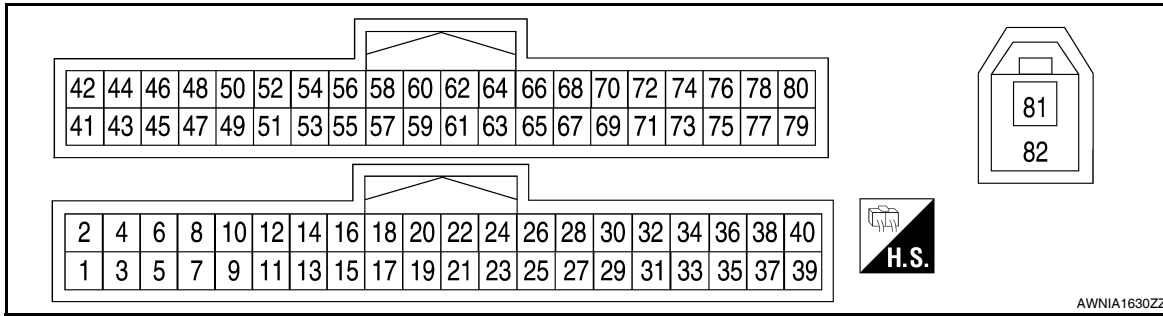 42 44 46 48 50 52 54 56 58 60 62 64 66 68 70 72 74 76 78 80
41 43 45 47 49 51 53 55 57 59 61 63 65 67 69 71 73 75 77 79
81
82
2 4 6 8 10 12 14 16 18 20 22 24 26 28 30 32 34 36 38 40
1 3 5 7 9 11 13 15 17 19 21 23 25 27 29 31 33 35 37 39
H.S.
AWNIA1630ZZ